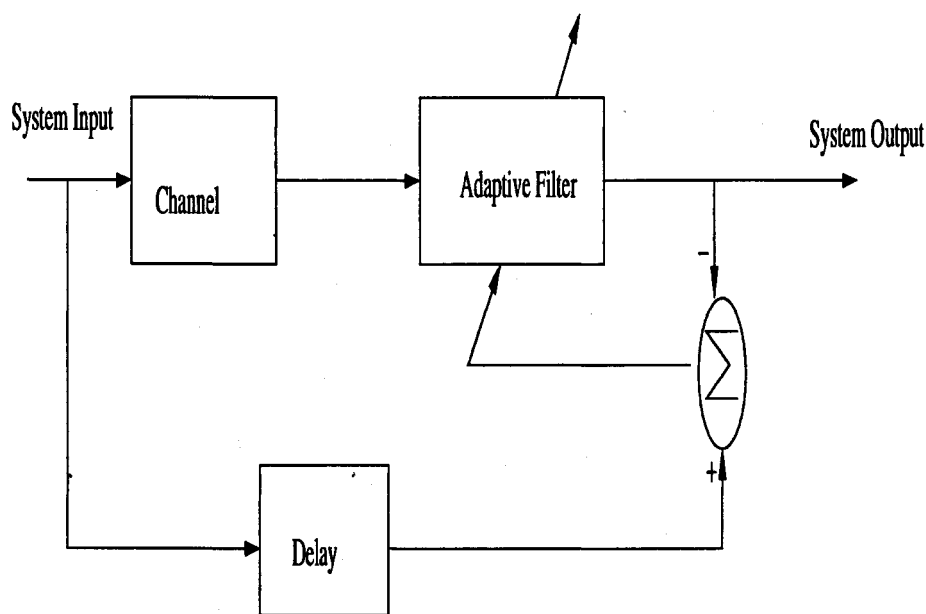 System Input
System Output
Channel
Adaptive Filter
-
Σ
+
Delay